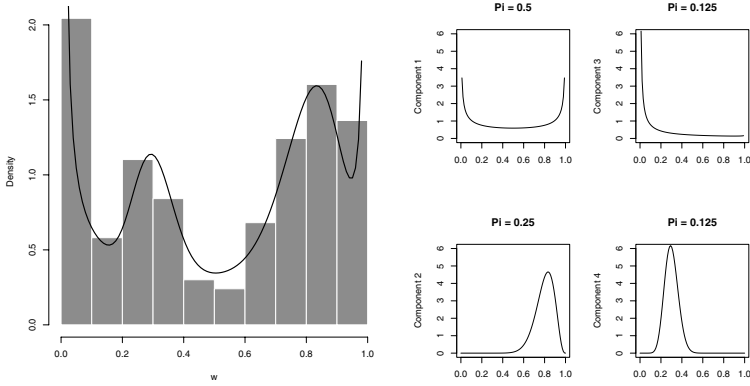 Density
0.0
0.5
1.0
1.5
2.0
0.0 0.2 0.4 0.6 0.8 1.0
w
Pi = 0.5
Component 1
0 1 2 3 4 5 6
0.0 0.2 0.4 0.6 0.8 1.0
Pi = 0.125
Component 3
0 1 2 3 4 5 6
0.0 0.2 0.4 0.6 0.8 1.0
Pi = 0.25
Component 2
0 1 2 3 4 5 6
0.0 0.2 0.4 0.6 0.8 1.0
Pi = 0.125
Component 4
0 1 2 3 4 5 6
0.0 0.2 0.4 0.6 0.8 1.0